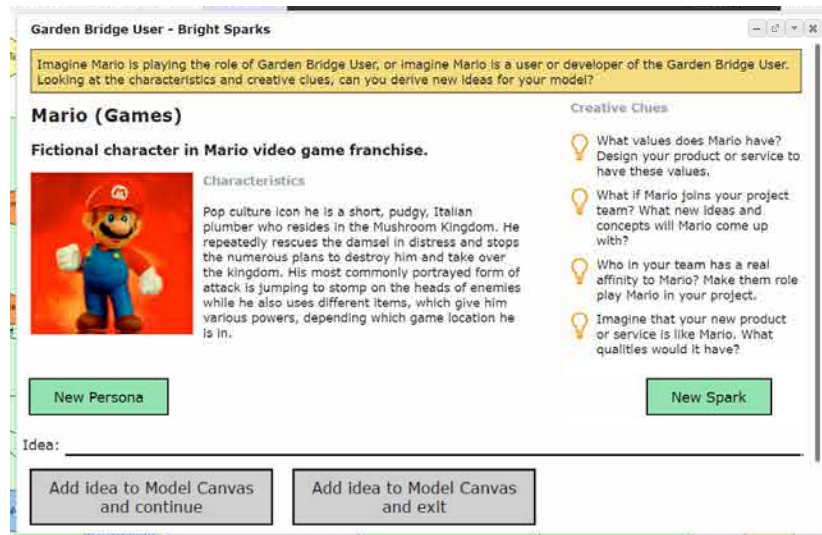 Garden Bridge User - Bright Sparks
Imagine Mario is playing the role of Garden Bridge User, or imagine Mario is a user or developer of the Garden Bridge User.
Looking at the characteristics and creative clues, can you derive new ideas for your model?
Mario (Games)
Fictional character in Mario video game franchise.
Characteristics
Pop culture icon he is a short, pudgy, Italian
plumber who resides in the Mushroom Kingdom. He
repeatedly rescues the damsel in distress and stops
the numerous plans to destroy him and take over
the kingdom. His most commonly portrayed form of
attack is jumping to stomp on the heads of enemies
while he also uses different items, which give him
various powers, depending which game location he
is in.
Creative Clues
What values does Mario have?
Design your product or service to
have these values.
What if Mario joins your project
team? What new ideas and
concepts will Mario come up
with?
Who in your team has a real
affinity to Mario? Make them role
play Mario in your project.
Imagine that your new product
or service is like Mario. What
qualities would it have?
New Persona
New Spark
Idea:
Add idea to Model Canvas
and continue
Add idea to Model Canvas
and exit